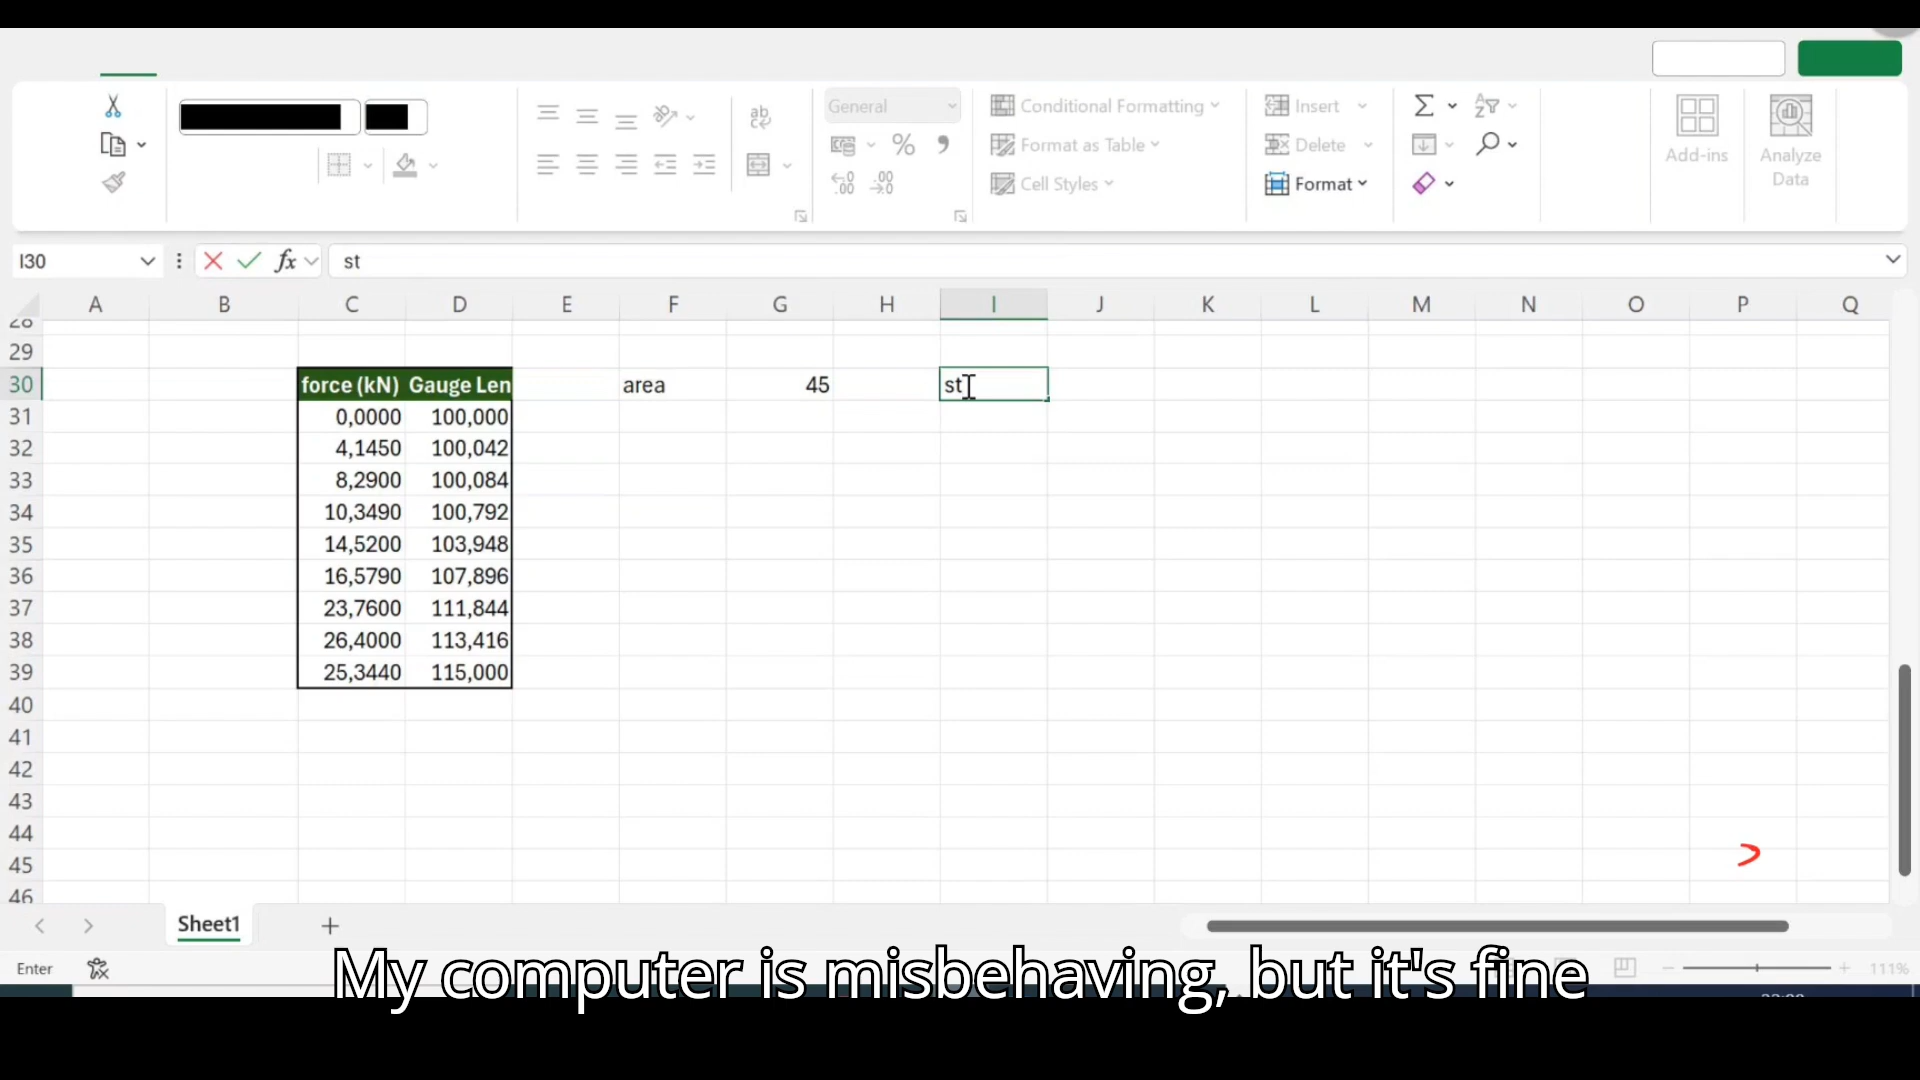 General
Conditional Formatting
Format as Table
Cell Styles
Insert
Delete
Format
Add-ins
Analyze
Data
I30
fx
st
A B C D E F G H I J K L M N O P Q
28
29
30 force (kN) Gauge Len area 45 st
31 0,0000 100,000
32 4,1450 100,042
33 8,2900 100,084
34 10,3490 100,792
35 14,5200 103,948
36 16,5790 107,896
37 23,7600 111,844
38 26,4000 113,416
39 25,3440 115,000
40
41
42
43
44
45
46
Sheet1
Enter
111%
My computer is misbehaving, but it's fine